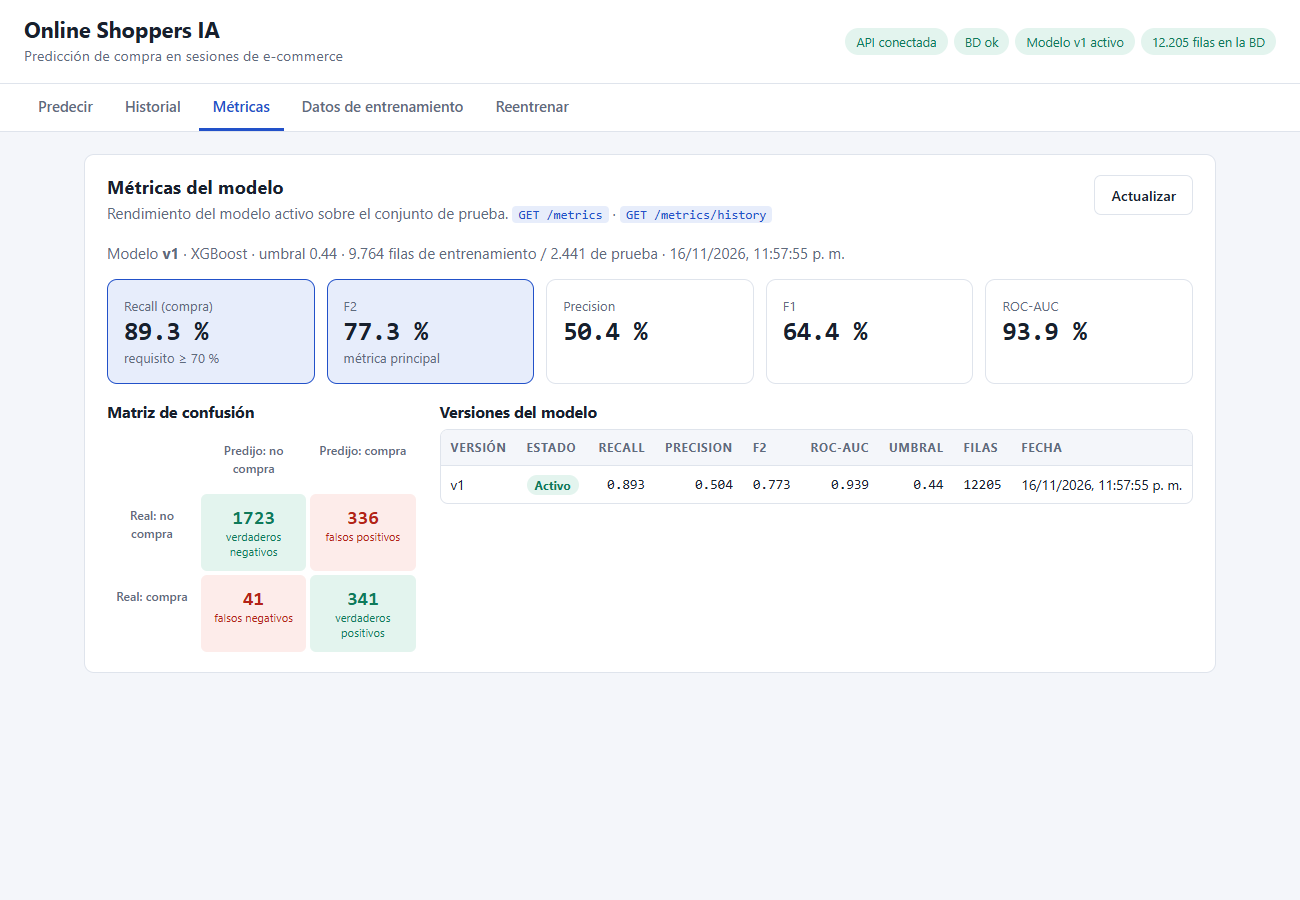 Online Shoppers IA
Predicción de compra en sesiones de e-commerce
API conectada
BD ok
Modelo v1 activo
12.205 filas en la BD
Predecir
Historial
Métricas
Datos de entrenamiento
Reentrenar
Métricas del modelo
Rendimiento del modelo activo sobre el conjunto de prueba. GET /metrics · GET /metrics/history
Actualizar
Modelo v1 · XGBoost · umbral 0.44 · 9.764 filas de entrenamiento / 2.441 de prueba · 16/11/2026, 11:57:55 p. m.
Recall (compra)
89.3 %
requisito ≥ 70 %
F2
77.3 %
métrica principal
Precision
50.4 %
F1
64.4 %
ROC-AUC
93.9 %
Matriz de confusión
Predijo: no
compra
Predijo: compra
Real: no
compra
1723
verdaderos
negativos
336
falsos positivos
Real: compra
41
falsos negativos
341
verdaderos
positivos
Versiones del modelo
VERSIÓN ESTADO RECALL PRECISION F2 ROC-AUC UMBRAL FILAS FECHA
v1 Activo 0.893 0.504 0.773 0.939 0.44 12205 16/11/2026, 11:57:55 p. m.